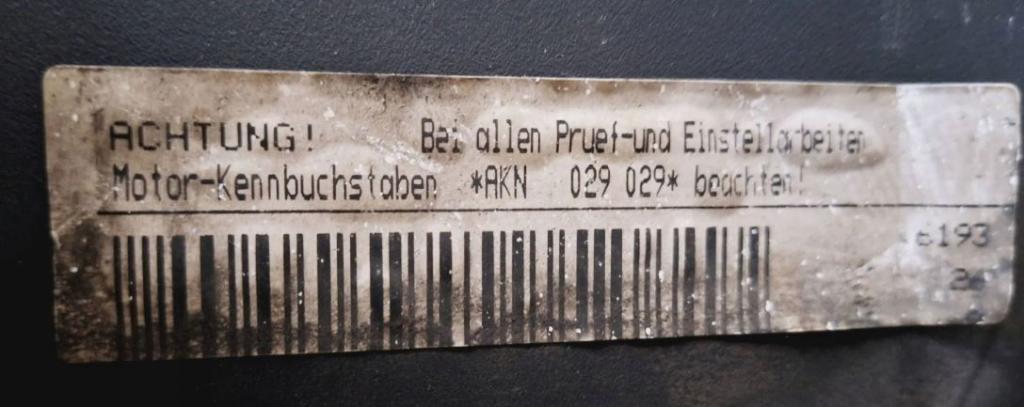 ACHTUNG! Bei allen Pruef-und Einstellarbeiten
Motor-Kennbuchstaben *AKN 029 029* beachten!
6193